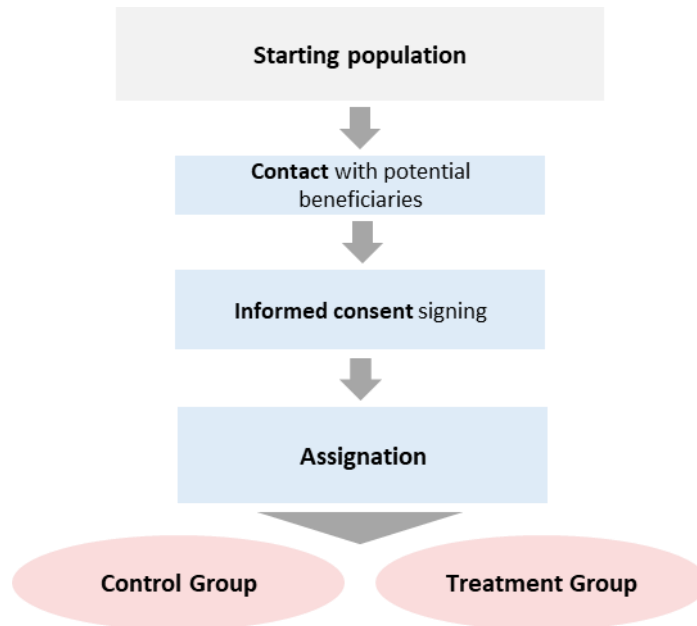 Starting population
Contact with potential
beneficiaries
Informed consent signing
Assignation
Control Group
Treatment Group